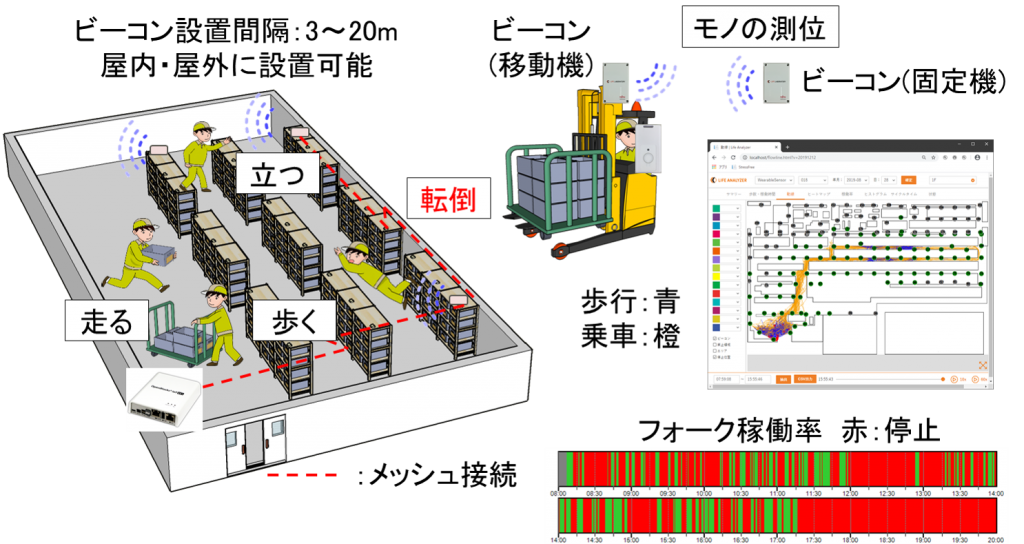 ビーコン設置間隔：3～20m
屋内・屋外に設置可能
ビーコン
(移動機)
モノの測位
ビーコン(固定機)
立つ
転倒
走る
歩く
歩行：青
乗車：橙
：メッシュ接続
LIFE ANALYZER
フォーク稼働率　赤：停止
08:00 08:30 09:00 09:30 10:00 10:30 11:00 11:30 12:00 12:30 13:00 13:30 14:00
14:00 14:30 15:00 15:30 16:00 16:30 17:00 17:30 18:00 18:30 19:00 19:30 20:00